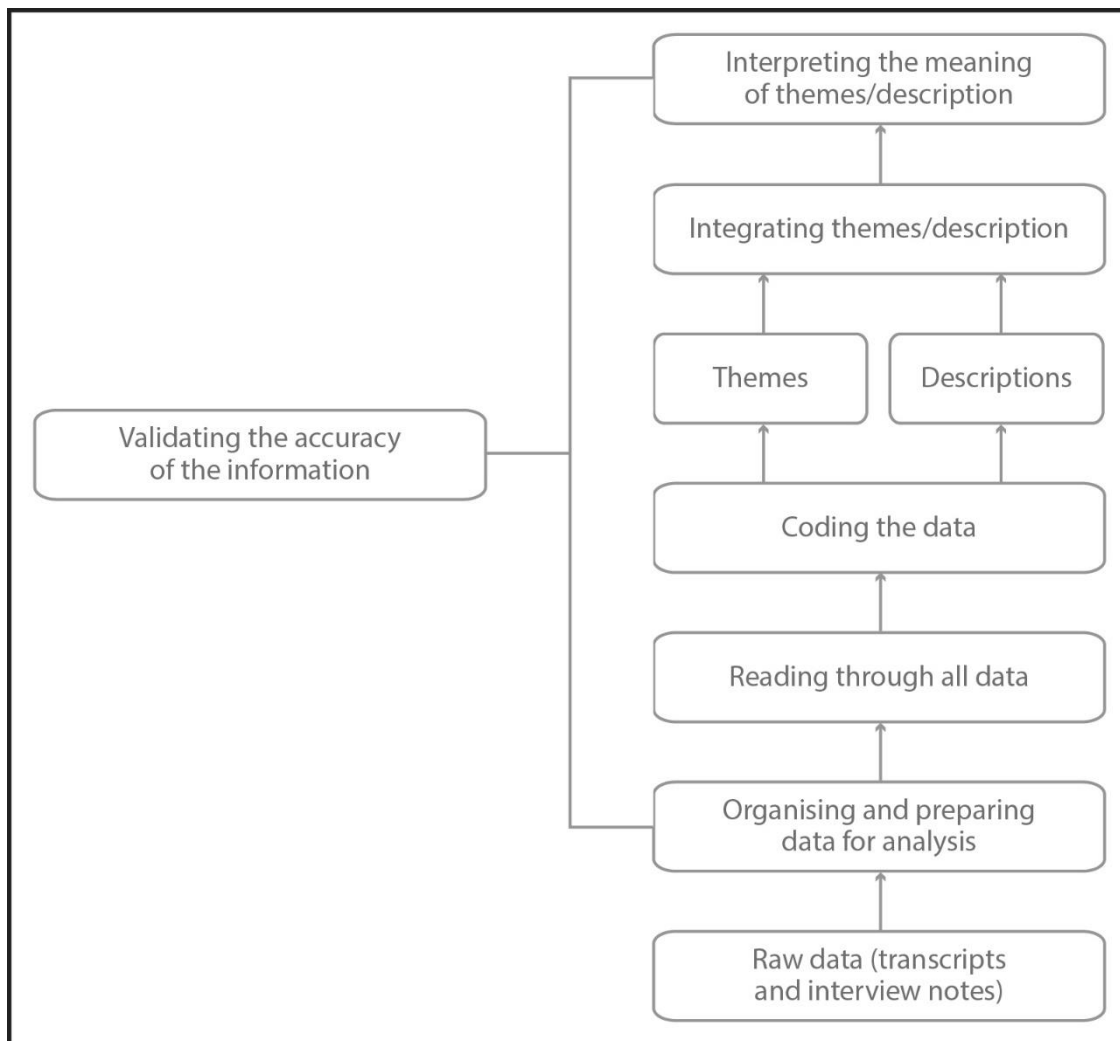 Interpreting the meaning
of themes/description
Integrating themes/description
Themes
Descriptions
Validating the accuracy
of the information
Coding the data
Reading through all data
Organising and preparing
data for analysis
Raw data (transcripts
and interview notes)